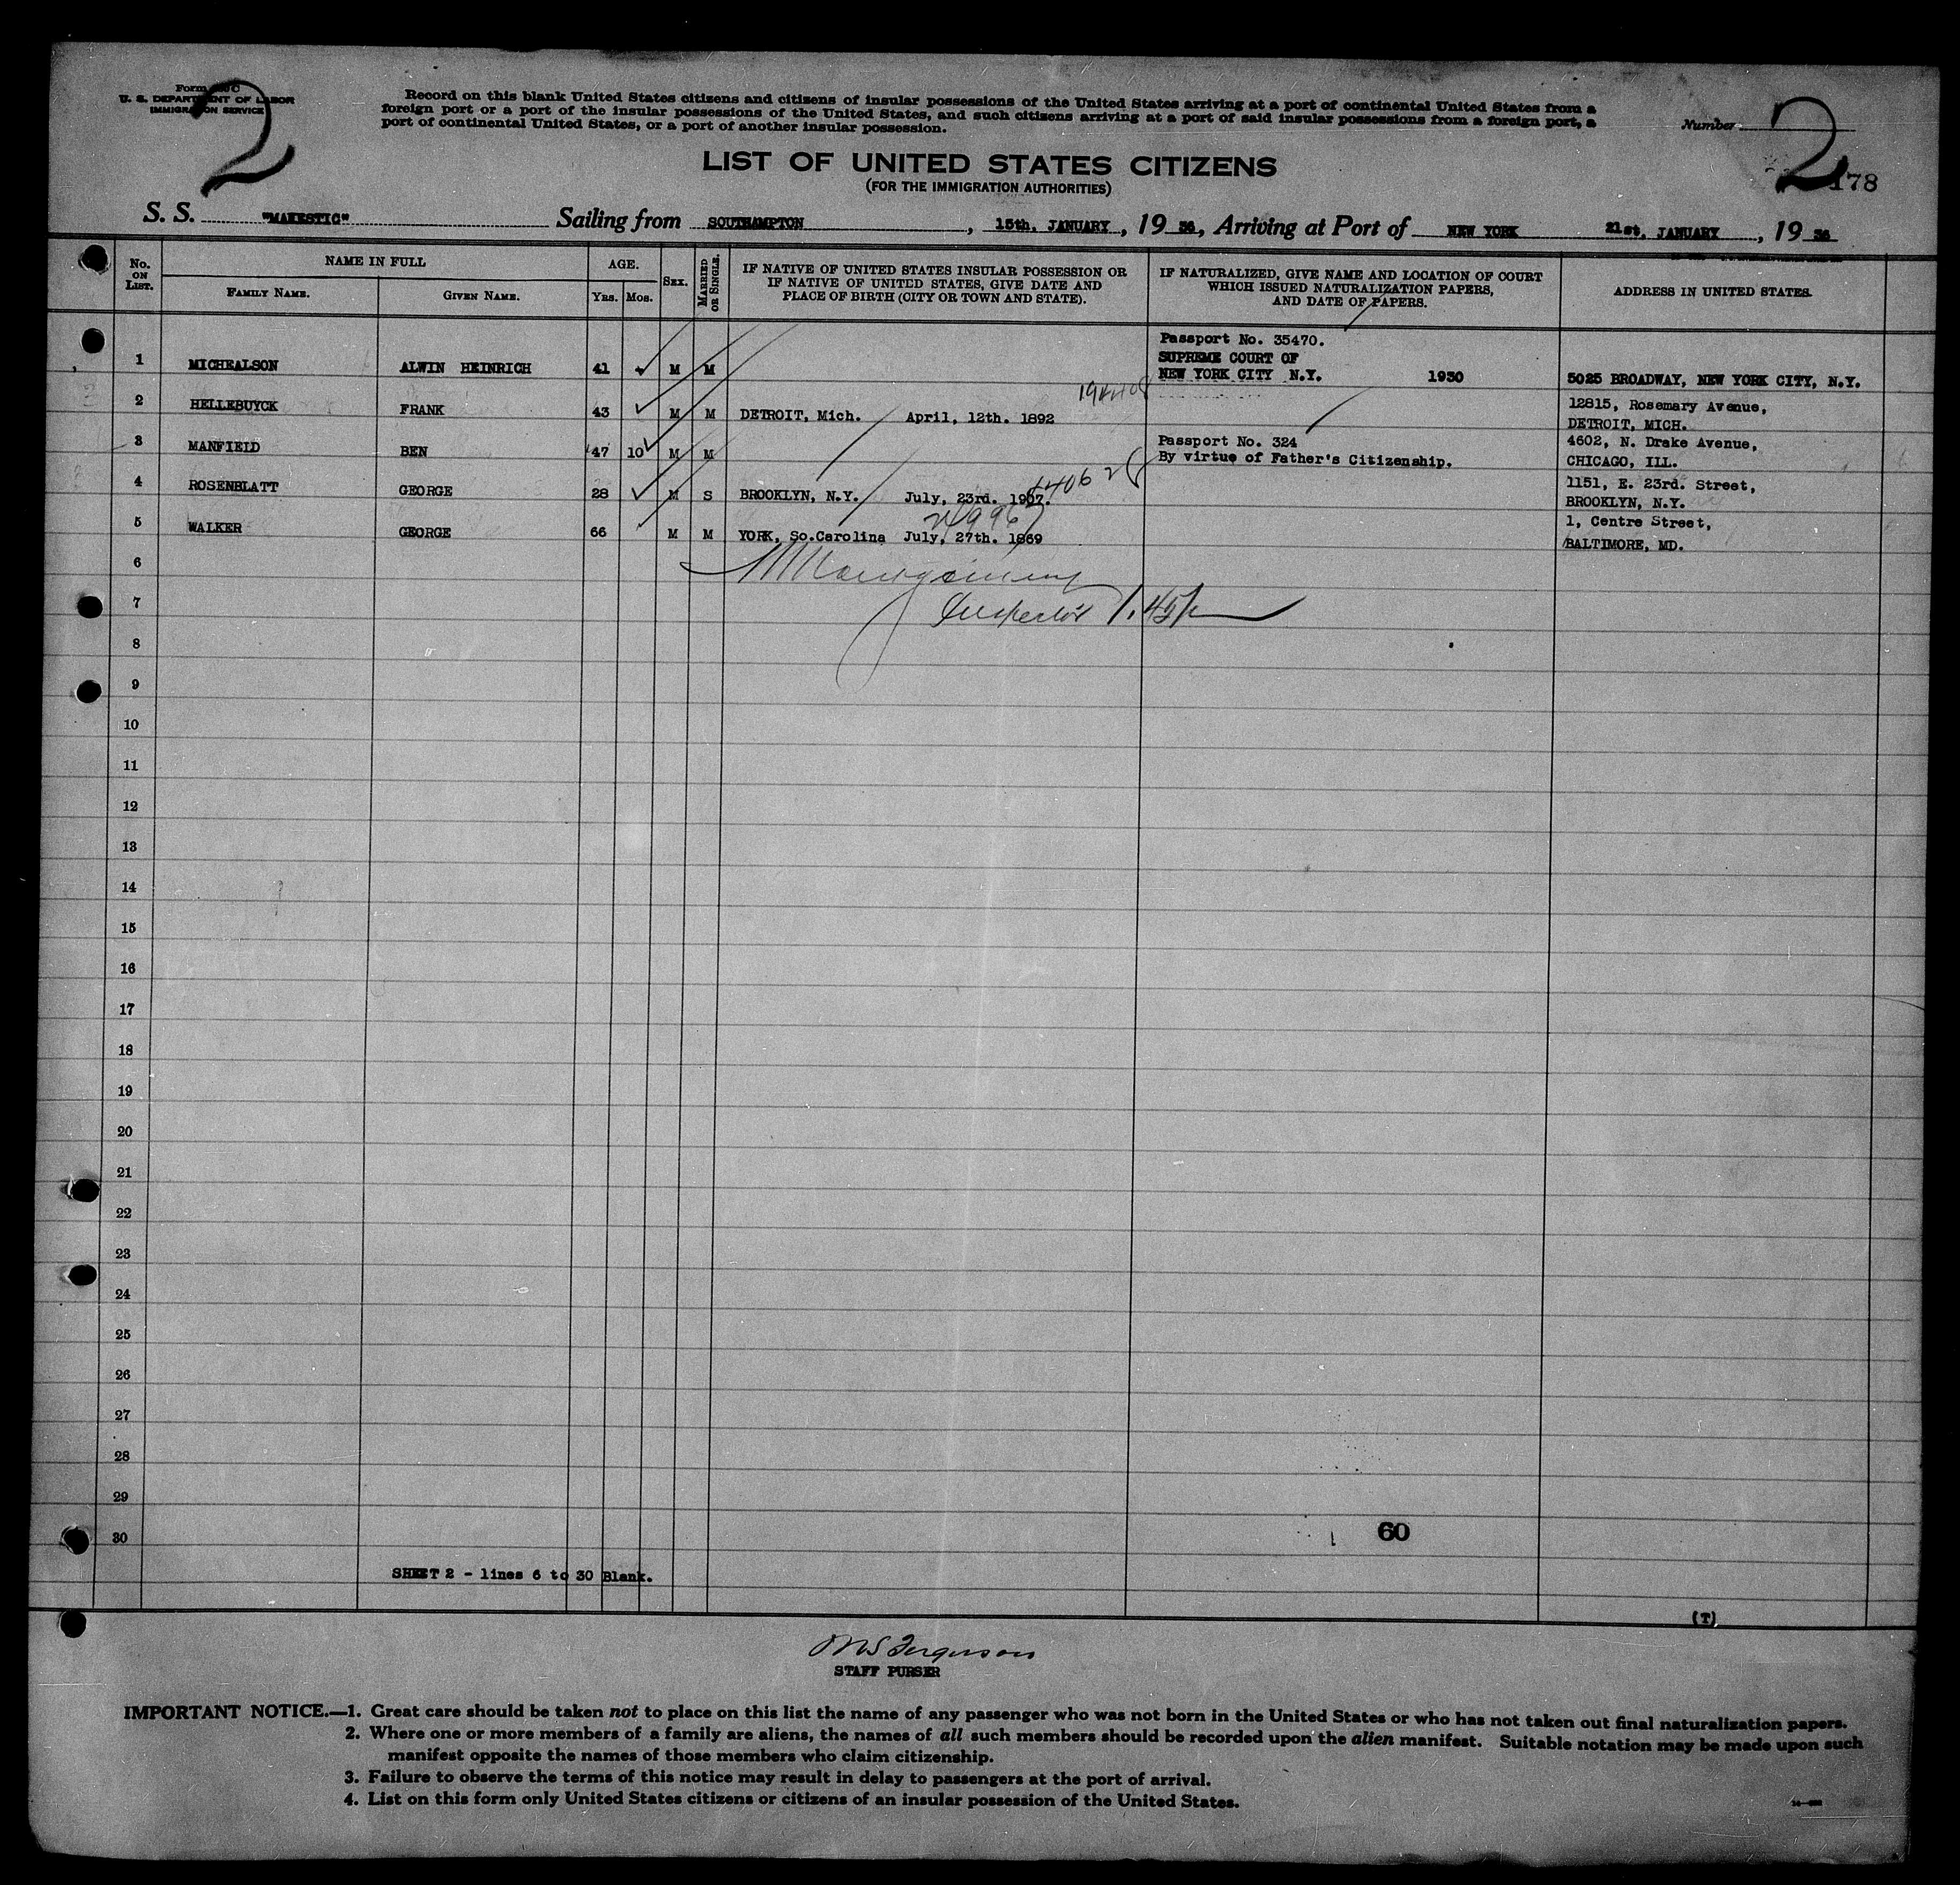 Form 500 C
U. S. DEPARTMENT OF LABOR
IMMIGRATION SERVICE
2
Record on this blank United States citizens and citizens of insular possessions of the United States arriving at a port of continental United States from a
foreign port or a port of the insular possessions of the United States, and such citizens arriving at a port of said insular possessions from a foreign port, a
port of continental United States, or a port of another insular possession.
Number
2
178
LIST OF UNITED STATES CITIZENS
(FOR THE IMMIGRATION AUTHORITIES)
S. S. "MAJESTIC" Sailing from SOUTHAMPTON, 15th. JANUARY, 19 36, Arriving at Port of NEW YORK 21st. JANUARY, 19 36
No. ON LIST.
NAME IN FULL
FAMILY NAME.
GIVEN NAME.
AGE.
Yrs. Mos.
SEX.
MARRIED OR SINGLE.
IF NATIVE OF UNITED STATES INSULAR POSSESSION OR
IF NATIVE OF UNITED STATES, GIVE DATE AND
PLACE OF BIRTH (CITY OR TOWN AND STATE).
IF NATURALIZED, GIVE NAME AND LOCATION OF COURT
WHICH ISSUED NATURALIZATION PAPERS,
AND DATE OF PAPERS.
ADDRESS IN UNITED STATES.
Passport No. 35470.
SUPREME COURT OF
1 MICHEALSON ALWIN HEINRICH 41 M M NEW YORK CITY N.Y. 1930 5025 BROADWAY, NEW YORK CITY, N.Y.
2 HELLEBUYCK FRANK 43 M M DETROIT, Mich. April, 12th. 1892 12815, Rosemary Avenue,
DETROIT, MICH.
3 MANFIELD BEN 47 10 M M Passport No. 324 4602, N. Drake Avenue,
By virtue of Father's Citizenship. CHICAGO, ILL.
4 ROSENBLATT GEORGE 28 M S BROOKLYN, N.Y. July, 23rd. 1907. 1151, E. 23rd. Street,
BROOKLYN, N.Y.
5 WALKER GEORGE 66 M M YORK, So.Carolina July, 27th. 1869 1, Centre Street,
BALTIMORE, MD.
6
Montgomery
7
Inspector 1.45p
8
9
10
11
12
13
14
15
16
17
18
19
20
21
22
23
24
25
26
27
28
29
30
60
SHEET 2 - lines 6 to 30 Blank.
(T)
Ferguson
STAFF PURSER
IMPORTANT NOTICE.—1. Great care should be taken not to place on this list the name of any passenger who was not born in the United States or who has not taken out final naturalization papers.
2. Where one or more members of a family are aliens, the names of all such members should be recorded upon the alien manifest. Suitable notation may be made upon such
manifest opposite the names of those members who claim citizenship.
3. Failure to observe the terms of this notice may result in delay to passengers at the port of arrival.
4. List on this form only United States citizens or citizens of an insular possession of the United States.